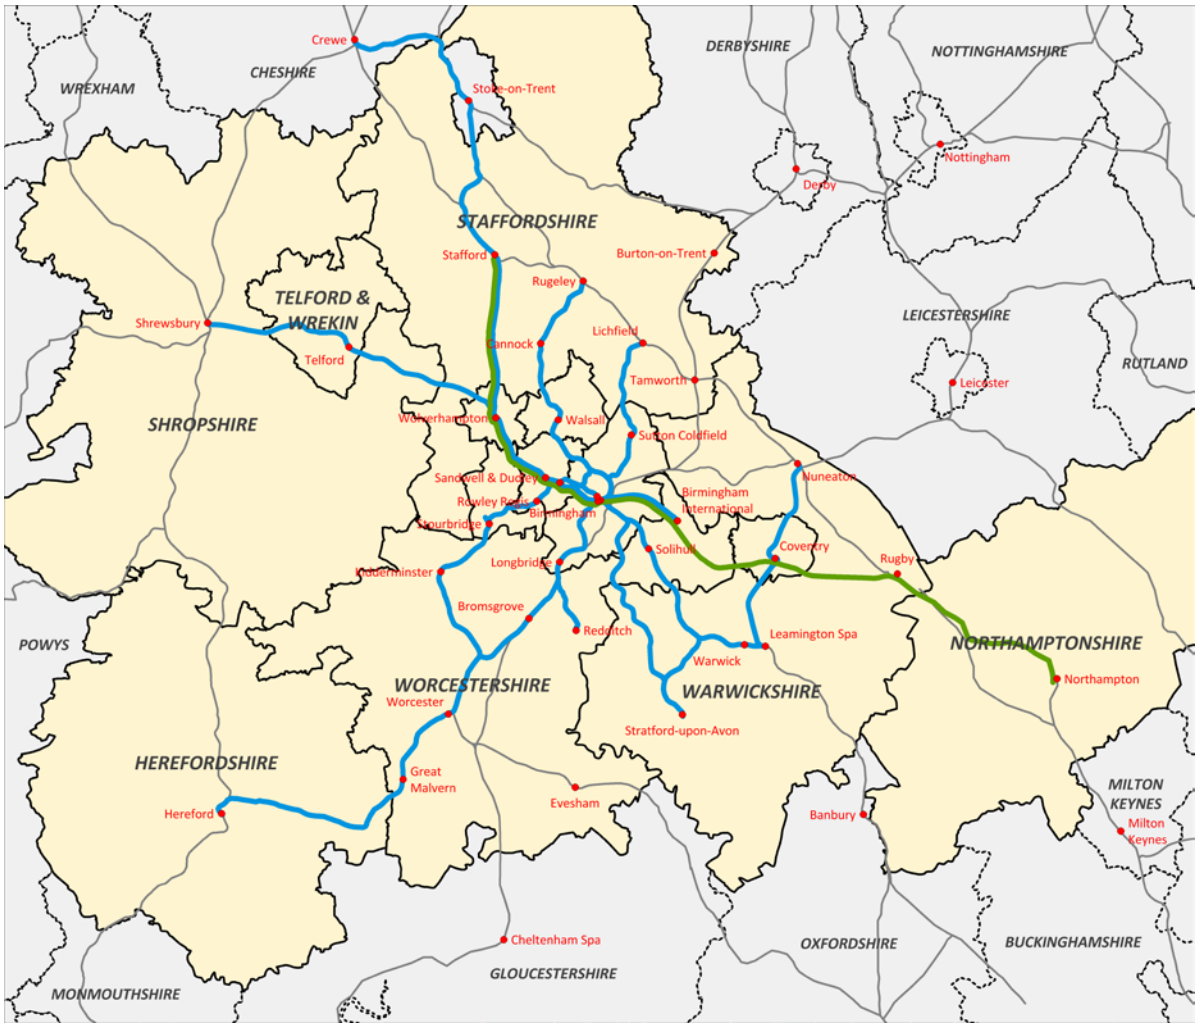 Crewe
DERBYSHIRE
NOTTINGHAMSHIRE
CHESHIRE
WREXHAM
Stoke-on-Trent
Nottingham
Derby
STAFFORDSHIRE
Stafford
Burton-on-Trent
Rugeley
TELFORD &
WREKIN
Shrewsbury
LEICESTERSHIRE
Lichfield
Cannock
Telford
RUTLAND
Tamworth
Leicester
Wolverhampton
Walsall
SHROPSHIRE
Sutton Coldfield
Sandwell & Dudley
Nuneaton
Birmingham
International
Rowley Regis
Birmingham
Stourbridge
Coventry
Solihull
Rugby
Longbridge
Kidderminster
Bromsgrove
Redditch
Leamington Spa
POWYS
NORTHAMPTONSHIRE
Warwick
Northampton
WORCESTERSHIRE
WARWICKSHIRE
Worcester
Stratford-upon-Avon
HEREFORDSHIRE
Great
Malvern
MILTON
KEYNES
Evesham
Hereford
Banbury
Milton
Keynes
Cheltenham Spa
OXFORDSHIRE
BUCKINGHAMSHIRE
GLOUCESTERSHIRE
MONMOUTHSHIRE